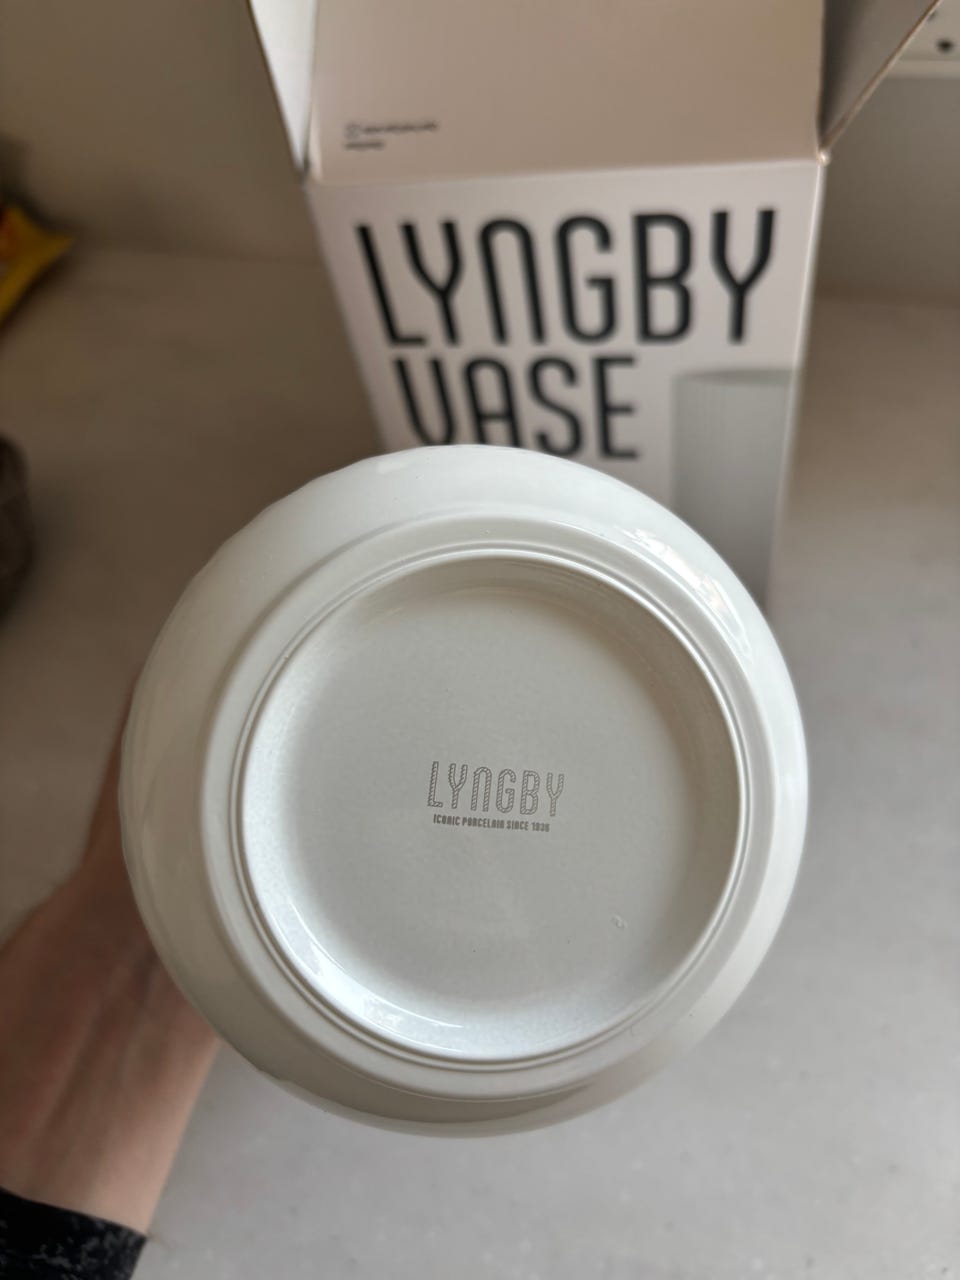 LYNGBY
VASE
LYNGBY
ICONIC PORCELAIN SINCE 1936